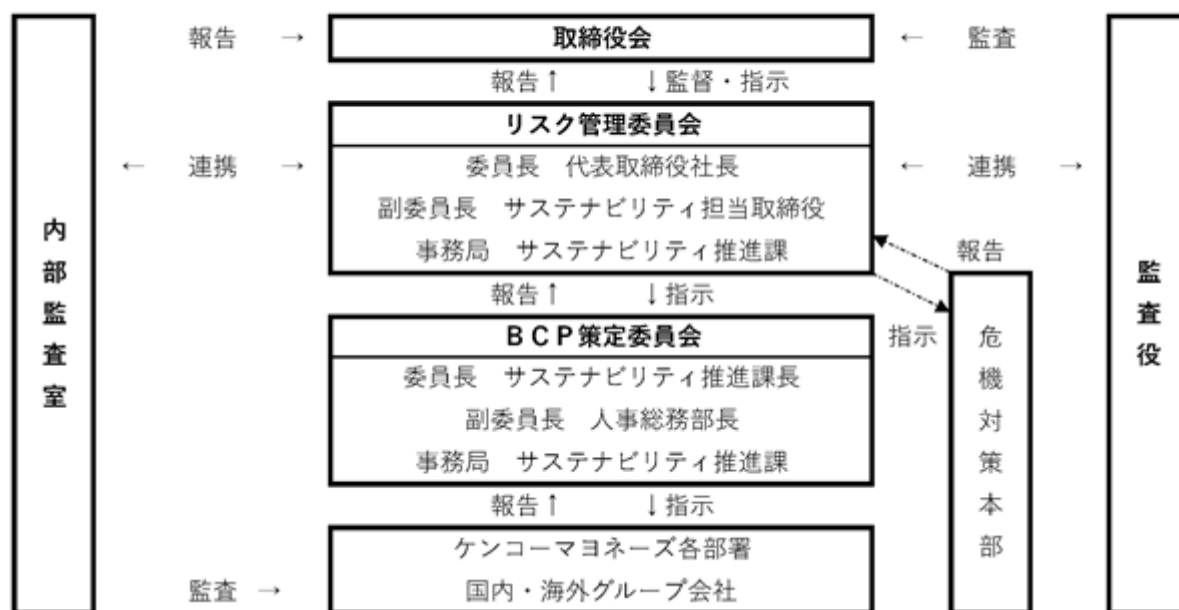 報告 → 取締役会 ← 監査
報告↑ ↓監督・指示
リスク管理委員会
← 連携 → 委員長 代表取締役社長 ← 連携 →
副委員長 サステナビリティ担当取締役
事務局 サステナビリティ推進課 報告
報告↑ ↓指示
BCP策定委員会 指示
委員長 サステナビリティ推進課長
副委員長 人事総務部長
事務局 サステナビリティ推進課
報告↑ ↓指示
ケンコーマヨネーズ各部署
監査 → 国内・海外グループ会社
内部監査室
危機対策本部
監査役